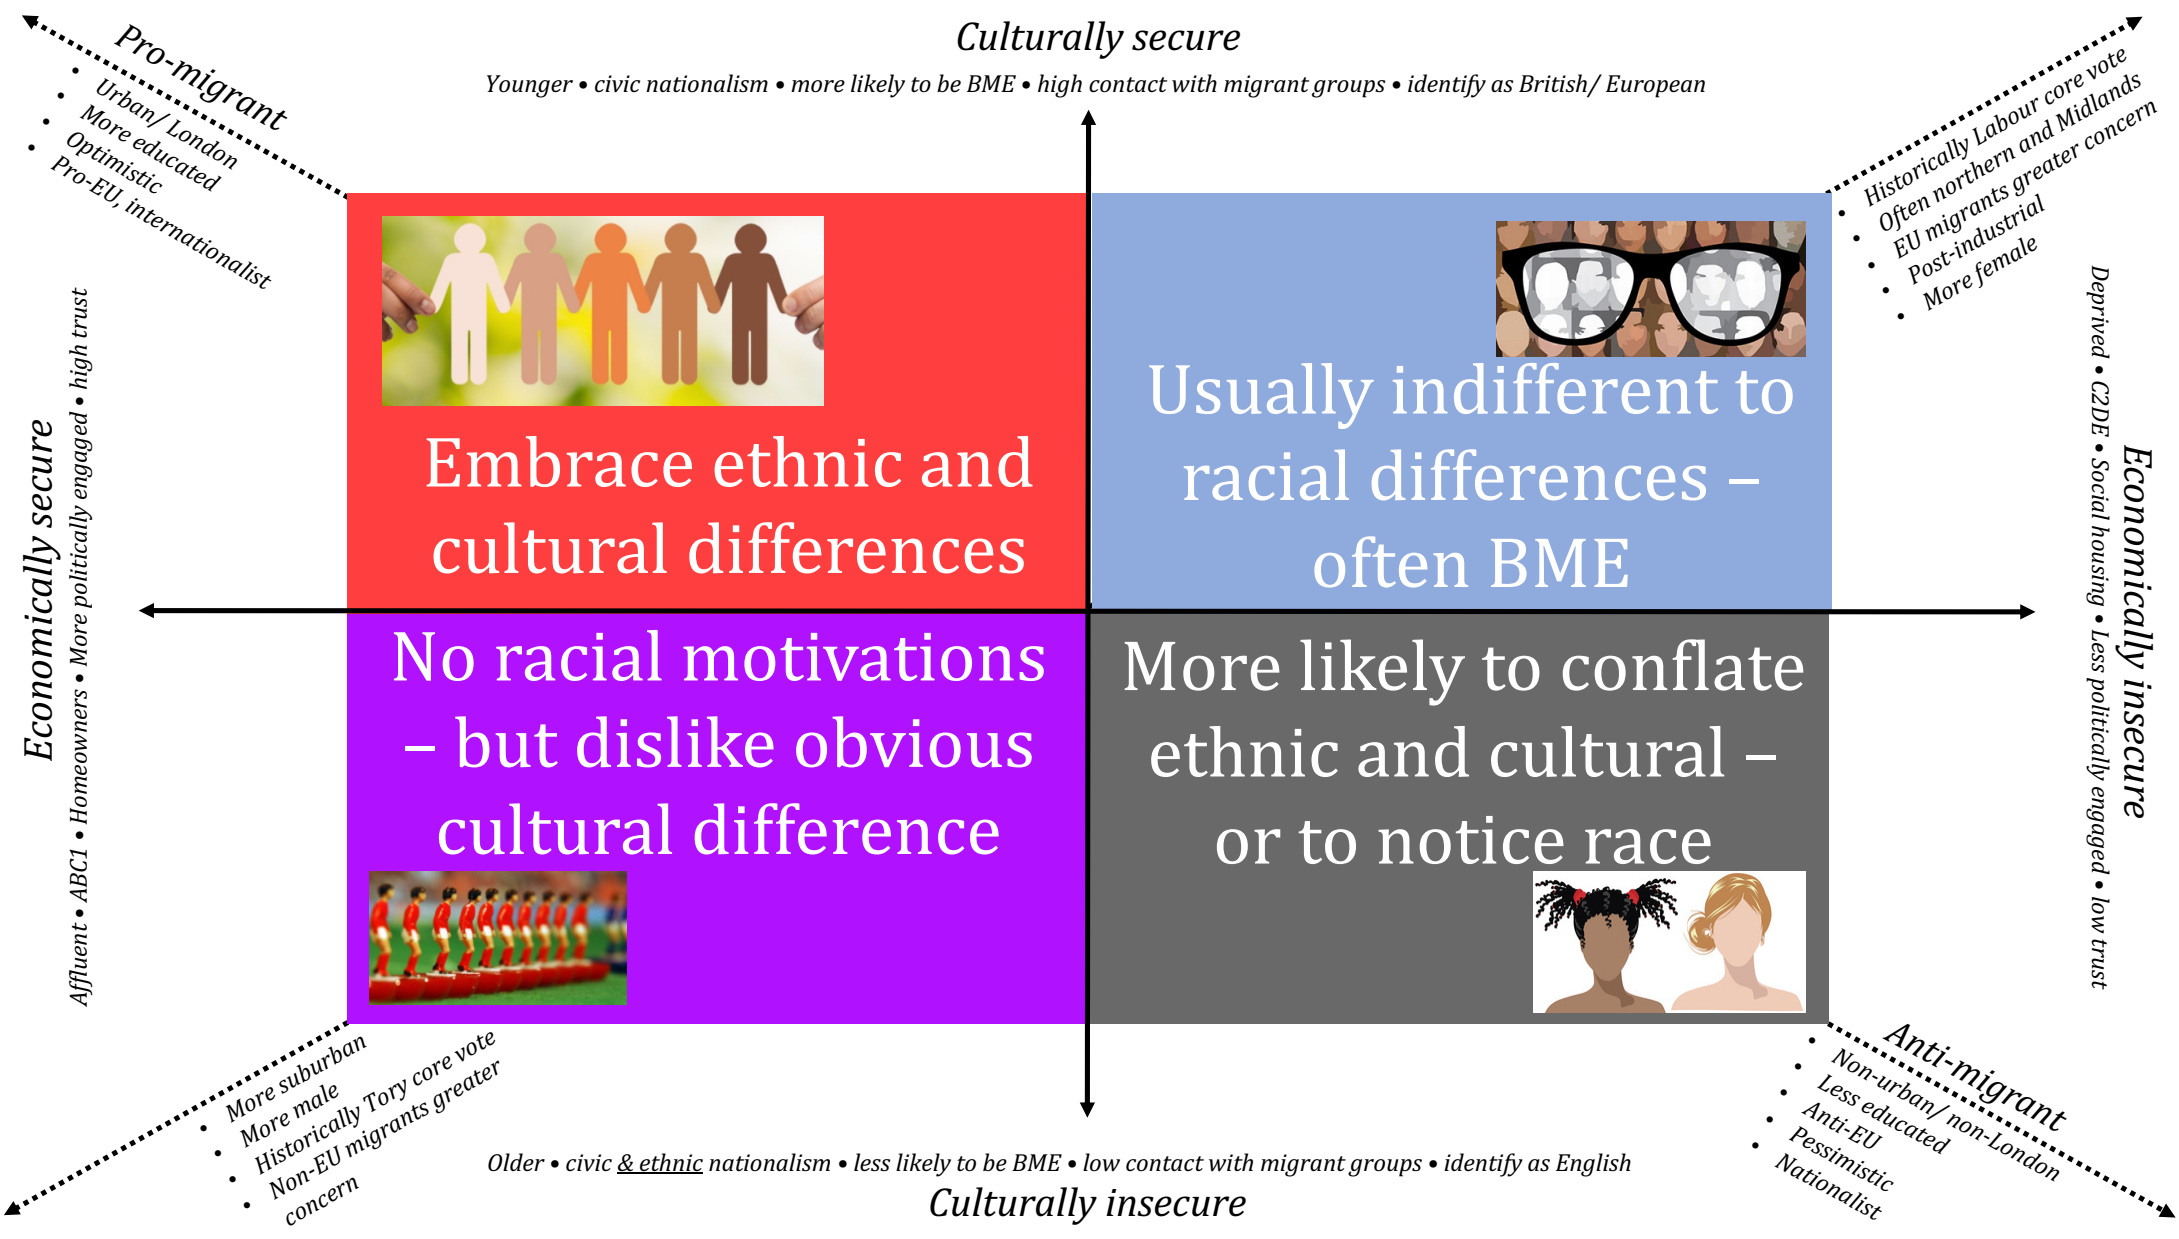 Culturally secure
Younger • civic nationalism • more likely to be BME • high contact with migrant groups • identify as British/ European
Pro-migrant
• Urban/ London
• More educated
• Optimistic
• Pro-EU, internationalist
• Historically Labour core vote
• Often northern and Midlands
• EU migrants greater concern
• Post-industrial
• More female
Economically secure
Affluent • ABC1 • Homeowners • More politically engaged • high trust
Embrace ethnic and
cultural differences
Usually indifferent to
racial differences –
often BME
No racial motivations
– but dislike obvious
cultural difference
More likely to conflate
ethnic and cultural –
or to notice race
Economically insecure
Deprived • C2DE • Social housing • Less politically engaged • low trust
• More suburban
• More male
• Historically Tory core vote
• Non-EU migrants greater
concern
Anti-migrant
• Non-urban/ non-London
• Less educated
• Anti-EU
• Pessimistic
• Nationalist
Older • civic & ethnic nationalism • less likely to be BME • low contact with migrant groups • identify as English
Culturally insecure